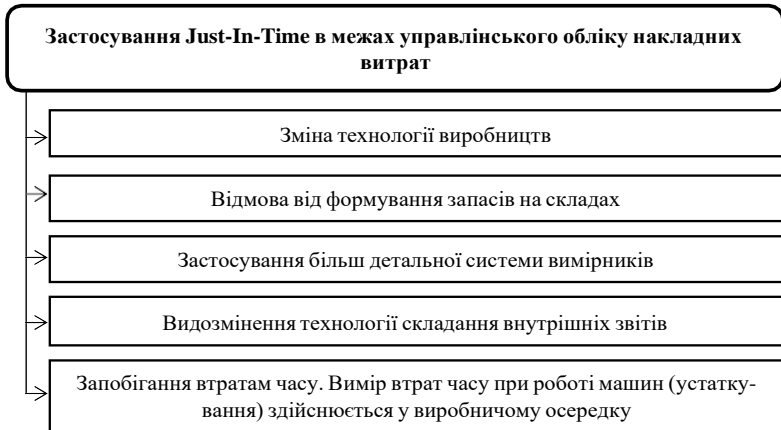 Застосування Just-In-Time в межах управлінського обліку накладних
витрат
Зміна технології виробництв
Відмова від формування запасів на складах
Застосування більш детальної системи вимірників
Видозмінення технології складання внутрішніх звітів
Запобігання втратам часу. Вимір втрат часу при роботі машин (устатку-
вання) здійснюється у виробничому осередку